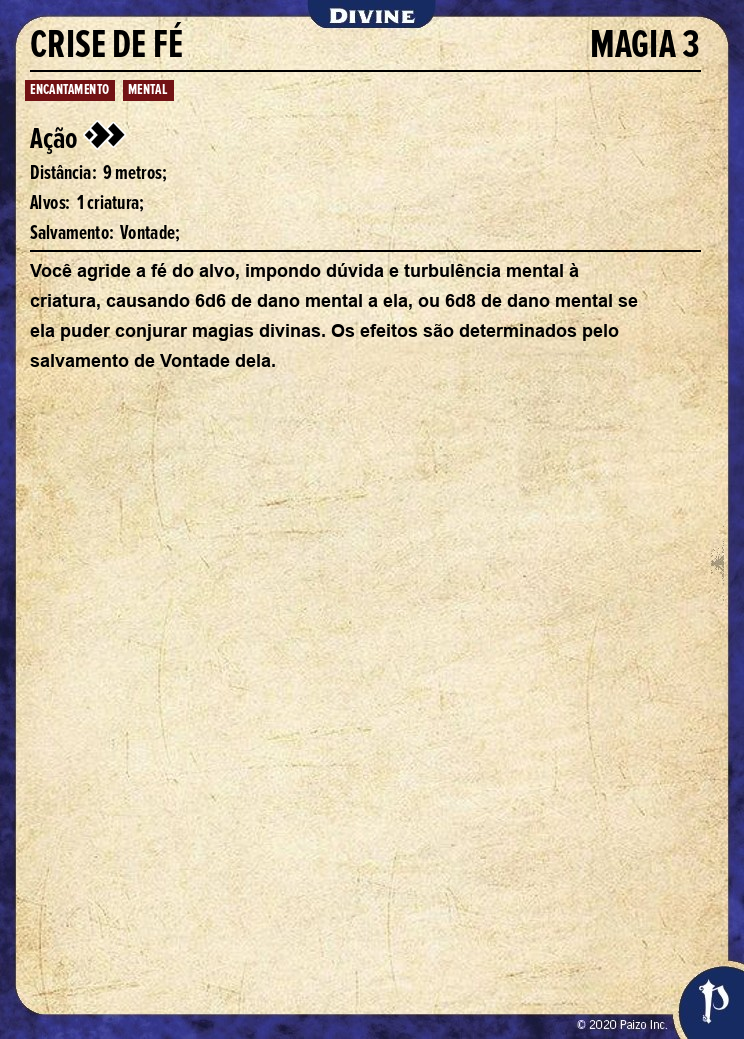 DIVINE
CRISE DE FÉ MAGIA 3
ENCANTAMENTO MENTAL
Ação
Distância: 9 metros;
Alvos: 1 criatura;
Salvamento: Vontade;
Você agride a fé do alvo, impondo dúvida e turbulência mental à
criatura, causando 6d6 de dano mental a ela, ou 6d8 de dano mental se
ela puder conjurar magias divinas. Os efeitos são determinados pelo
salvamento de Vontade dela.
© 2020 Paizo Inc.